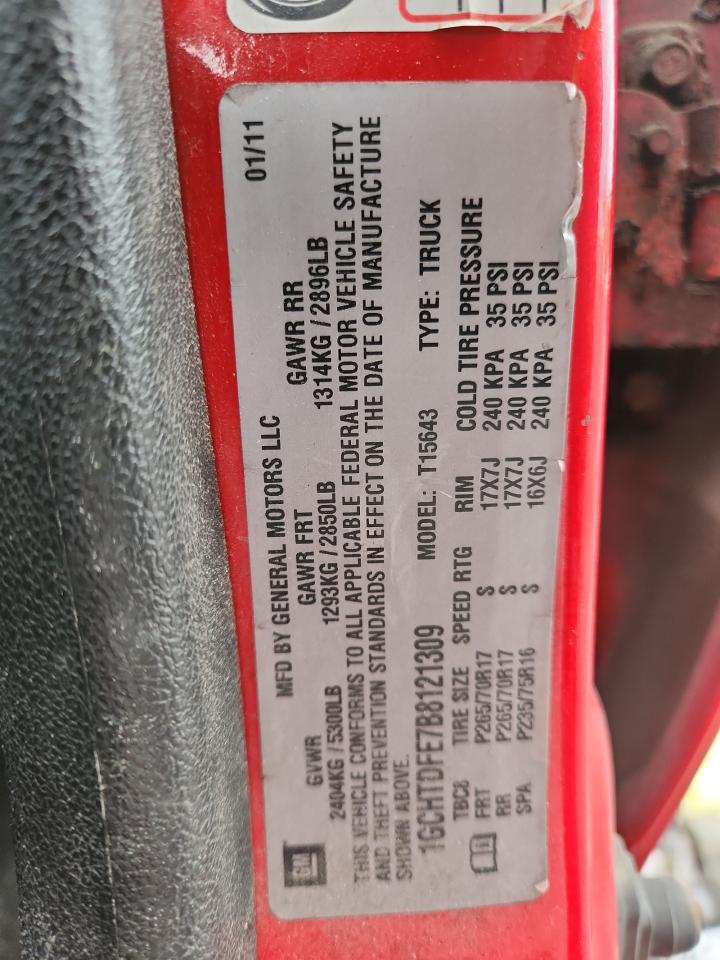 GM
MFD BY GENERAL MOTORS LLC 01/11
GVWR GAWR FRT GAWR RR
2404KG / 5300LB 1293KG / 2850LB 1314KG / 2896LB
THIS VEHICLE CONFORMS TO ALL APPLICABLE FEDERAL MOTOR VEHICLE SAFETY
AND THEFT PREVENTION STANDARDS IN EFFECT ON THE DATE OF MANUFACTURE
SHOWN ABOVE.
1GCHTDFE7B8121309 MODEL: T15643 TYPE: TRUCK
TBC8 TIRE SIZE SPEED RTG RIM COLD TIRE PRESSURE
FRT P265/70R17 S 17X7J 240 KPA 35 PSI
RR P265/70R17 S 17X7J 240 KPA 35 PSI
SPA P235/75R16 S 16X6J 240 KPA 35 PSI